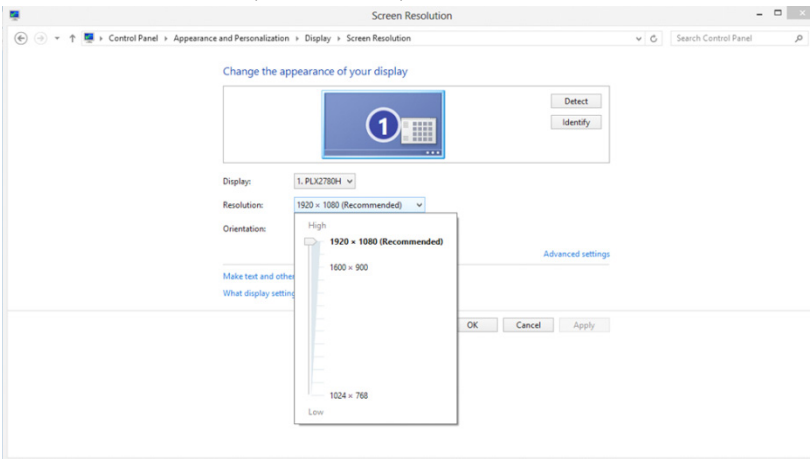 Screen Resolution
Control Panel Appearance and Personalization Display Screen Resolution
Search Control Panel
Change the appearance of your display
1
Detect
Identify
Display: 1. PLX2780H
Resolution: 1920 × 1080 (Recommended)
Orientation:
High
1920 × 1080 (Recommended)
Advanced settings
1600 × 900
Make text and othe
What display setting
OK Cancel Apply
1024 × 768
Low